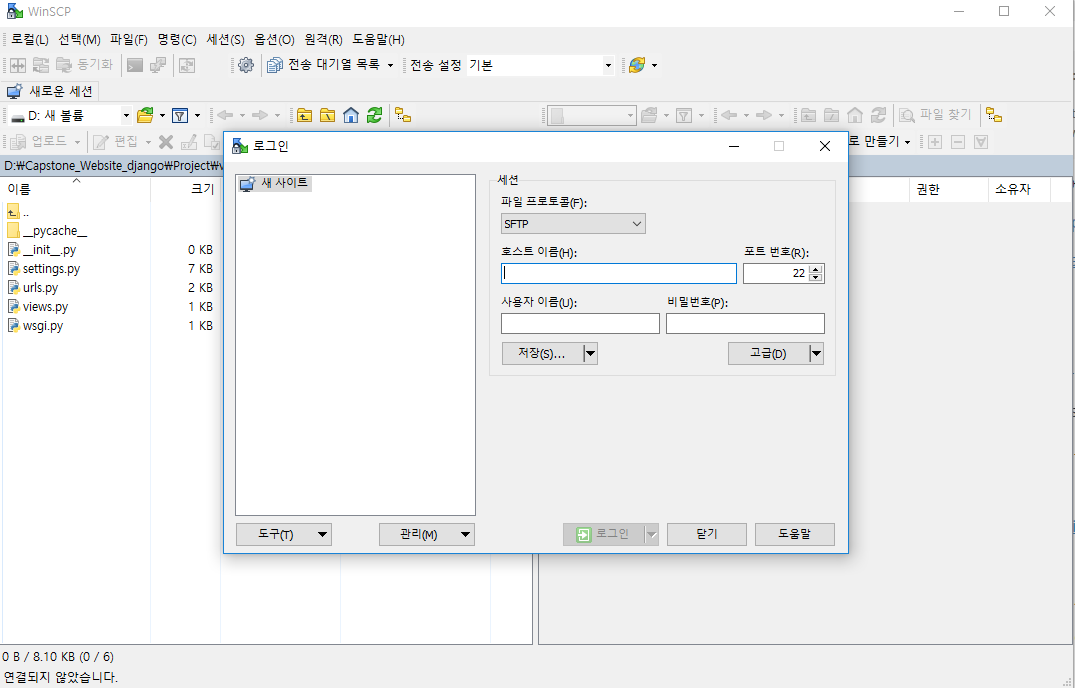 WinSCP
로컬(L) 선택(M) 파일(F) 명령(C) 세션(S) 옵션(O) 원격(R) 도움말(H)
동기화 전송 대기열 목록 전송 설정 기본
새로운 세션
D: 새 볼륨 파일 찾기
업로드 편집 로 만들기
D:₩Capstone_Website_django₩Project₩
이름 크기 권한 소유자
..
__pycache__
__init__.py 0 KB
settings.py 7 KB
urls.py 2 KB
views.py 1 KB
wsgi.py 1 KB
로그인
새 사이트
세션
파일 프로토콜(F):
SFTP
호스트 이름(H): 포트 번호(R):
22
사용자 이름(U): 비밀번호(P):
저장(S)... 고급(D)
도구(T) 관리(M) 로그인 닫기 도움말
0 B / 8.10 KB (0 / 6)
연결되지 않았습니다.